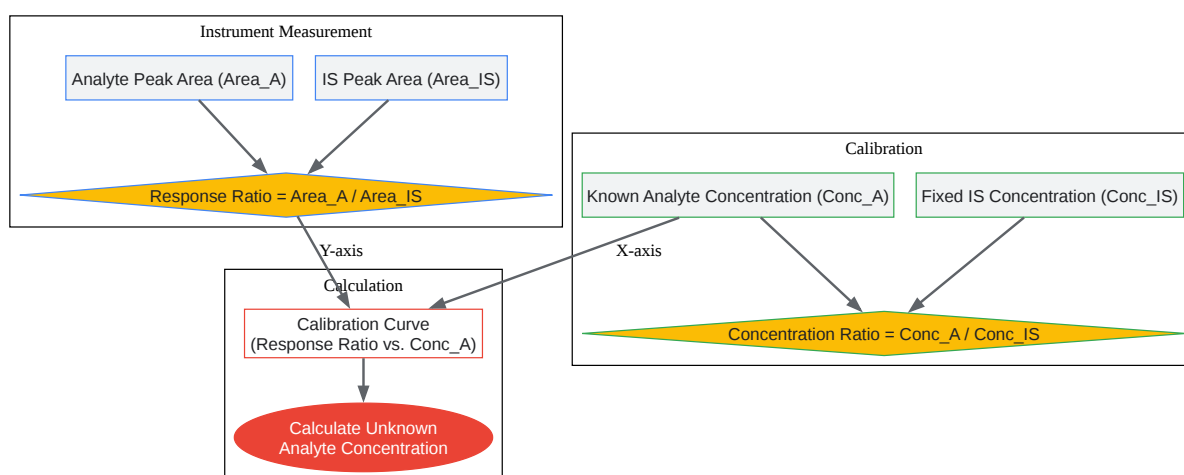 Instrument Measurement
Analyte Peak Area (Area_A)
IS Peak Area (Area_IS)
Response Ratio = Area_A / Area_IS
Calibration
Known Analyte Concentration (Conc_A)
Fixed IS Concentration (Conc_IS)
Y-axis
X-axis
Calculation
Calibration Curve
(Response Ratio vs. Conc_A)
Concentration Ratio = Conc_A / Conc_IS
Calculate Unknown
Analyte Concentration